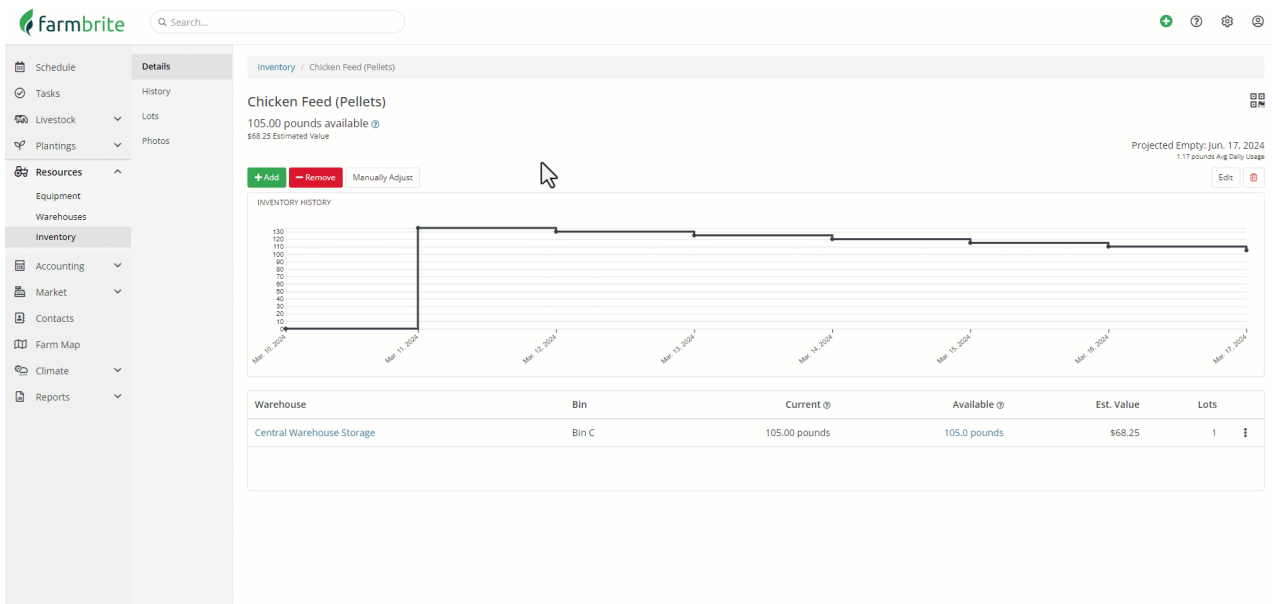 farmbrite
Search...
Schedule
Tasks
Livestock
Plantings
Resources
Equipment
Warehouses
Inventory
Accounting
Market
Contacts
Farm Map
Climate
Reports
Details
History
Lots
Photos
Inventory / Chicken Feed (Pellets)
Chicken Feed (Pellets)
105.00 pounds available
$68.25 Estimated Value
Projected Empty: Jun. 17, 2024
1.17 pounds Avg Daily Usage
+ Add − Remove Manually Adjust Edit
INVENTORY HISTORY
130
120
110
100
90
80
70
60
50
40
30
20
10
0
Mar. 10, 2024 Mar. 11, 2024 Mar. 12, 2024 Mar. 13, 2024 Mar. 14, 2024 Mar. 15, 2024 Mar. 16, 2024 Mar. 17, 2024
Warehouse Bin Current Available Est. Value Lots
Central Warehouse Storage Bin C 105.00 pounds 105.0 pounds $68.25 1